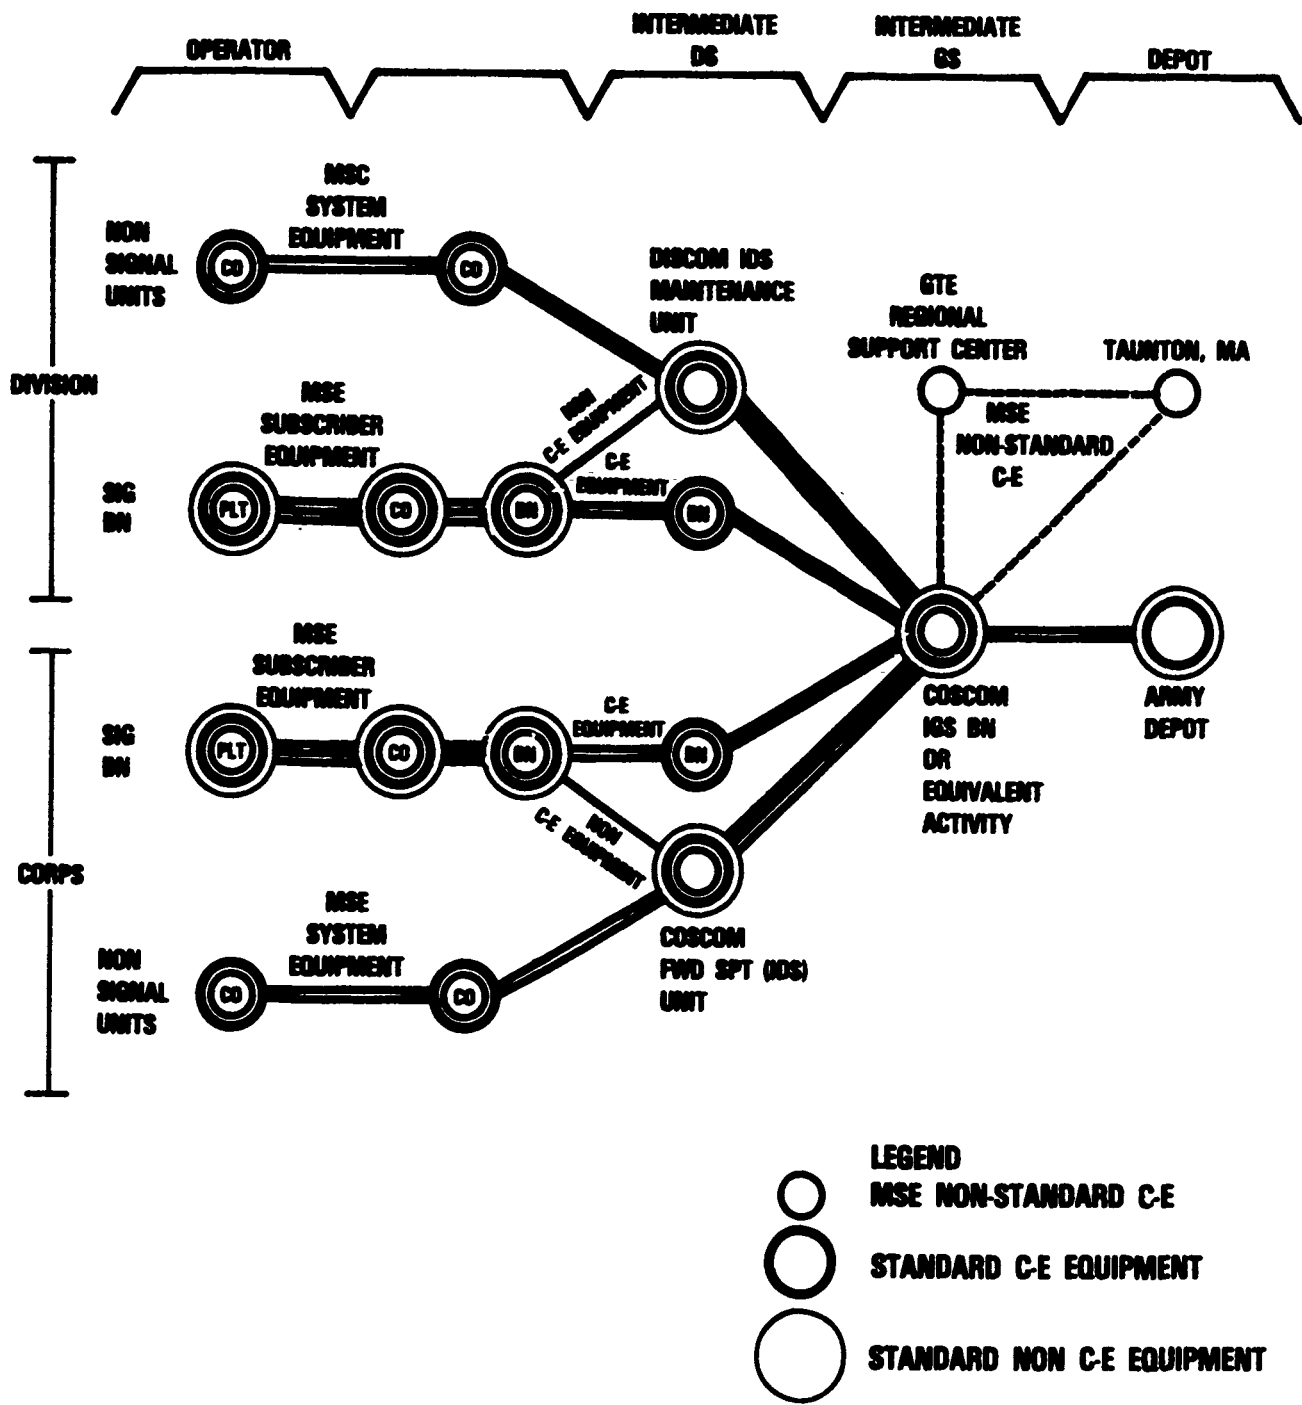 OPERATOR
INTERMEDIATE
DS
INTERMEDIATE
GS
DEPOT
DIVISION
NON
SIGNAL
UNITS
MSC
SYSTEM
EQUIPMENT
CO
CO
DISCOM IDS
MAINTENANCE
UNIT
GTE
REGIONAL
SUPPORT CENTER
TAUNTON, MA
MSE
NON-STANDARD
C-E
MSE
SUBSCRIBER
EQUIPMENT
NON
C-E EQUIPMENT
C-E
EQUIPMENT
SIG
BN
PLT
CO
BN
BN
CORPS
MSE
SUBSCRIBER
EQUIPMENT
C-E
EQUIPMENT
SIG
BN
PLT
CO
BN
BN
NON
C-E EQUIPMENT
COSCOM
IGS BN
OR
EQUIVALENT
ACTIVITY
ARMY
DEPOT
MSE
SYSTEM
EQUIPMENT
NON
SIGNAL
UNITS
CO
CO
COSCOM
FWD SPT (IDS)
UNIT
LEGEND
MSE NON-STANDARD C-E
STANDARD C-E EQUIPMENT
STANDARD NON C-E EQUIPMENT